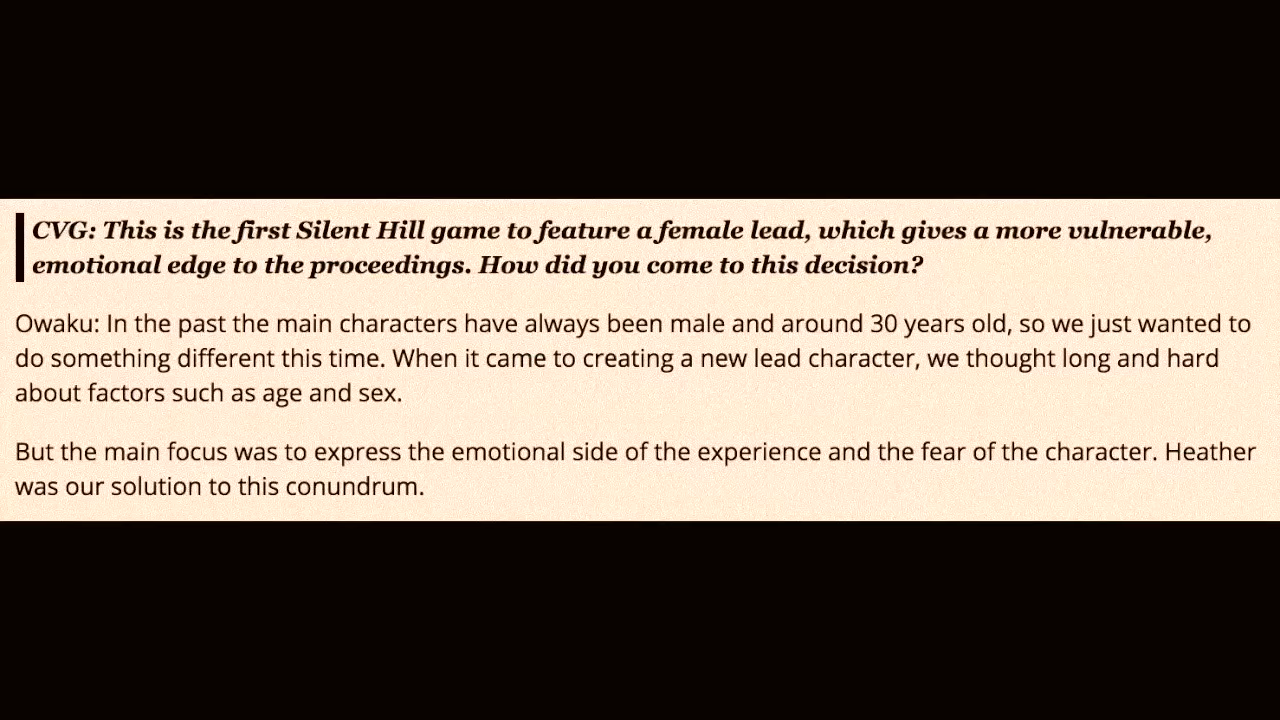 CVG: This is the first Silent Hill game to feature a female lead, which gives a more vulnerable,
emotional edge to the proceedings. How did you come to this decision?
Owaku: In the past the main characters have always been male and around 30 years old, so we just wanted to
do something different this time. When it came to creating a new lead character, we thought long and hard
about factors such as age and sex.
But the main focus was to express the emotional side of the experience and the fear of the character. Heather
was our solution to this conundrum.